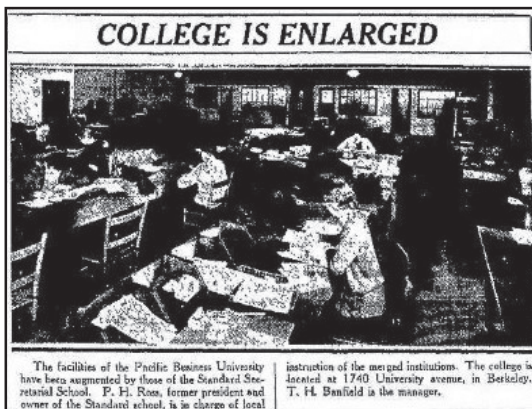 COLLEGE IS ENLARGED
The facilities of the Pacific Business University
have been augmented by those of the Standard Sec-
retarial School. P. H. Ross, former president and
owner of the Standard school, is in charge of local
instruction of the merged institutions. The college is
located at 1740 University avenue, in Berkeley.
T. H. Banfield is the manager.